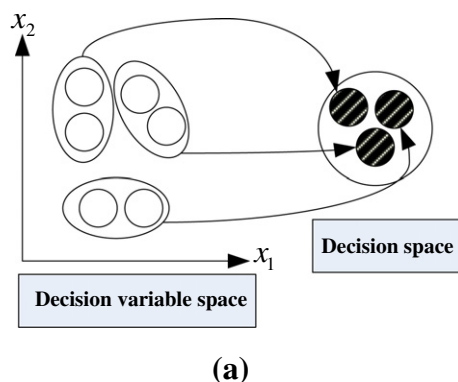 x2
x1
Decision space
Decision variable space
(a)